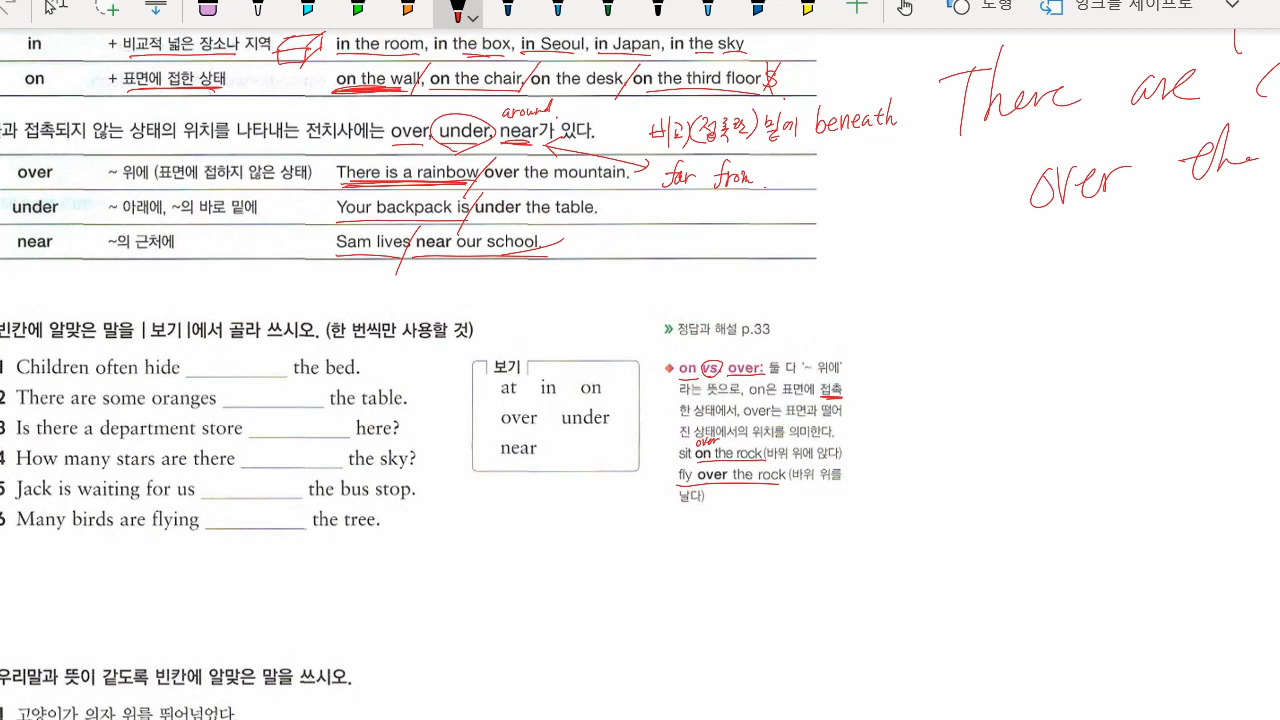 도형
잉크를 셰이프로
in + 비교적 넓은 장소나 지역 in the room, in the box, in Seoul, in Japan, in the sky
on + 표면에 접한 상태 on the wall, on the chair, on the desk, on the third floor
There are
around
과 접촉되지 않는 상태의 위치를 나타내는 전치사에는 over, under, near가 있다.
비교(접촉한) 밑에 beneath
over the
over ~ 위에 (표면에 접하지 않은 상태) There is a rainbow over the mountain.
far from
under ~ 아래에, ~의 바로 밑에 Your backpack is under the table.
near ~의 근처에 Sam lives near our school.
빈칸에 알맞은 말을 | 보기 |에서 골라 쓰시오. (한 번씩만 사용할 것)
» 정답과 해설 p.33
1 Children often hide the bed.
2 There are some oranges the table.
3 Is there a department store here?
4 How many stars are there the sky?
5 Jack is waiting for us the bus stop.
6 Many birds are flying the tree.
보기
at in on
over under
near
on vs. over: 둘 다 '~ 위에'
라는 뜻으로, on은 표면에 접촉
한 상태에서, over는 표면과 떨어
진 상태에서의 위치를 의미한다.
over
sit on the rock(바위 위에 앉다)
fly over the rock(바위 위를
날다)
우리말과 뜻이 같도록 빈칸에 알맞은 말을 쓰시오.
1 고양이가 의자 위를 뛰어넘었다